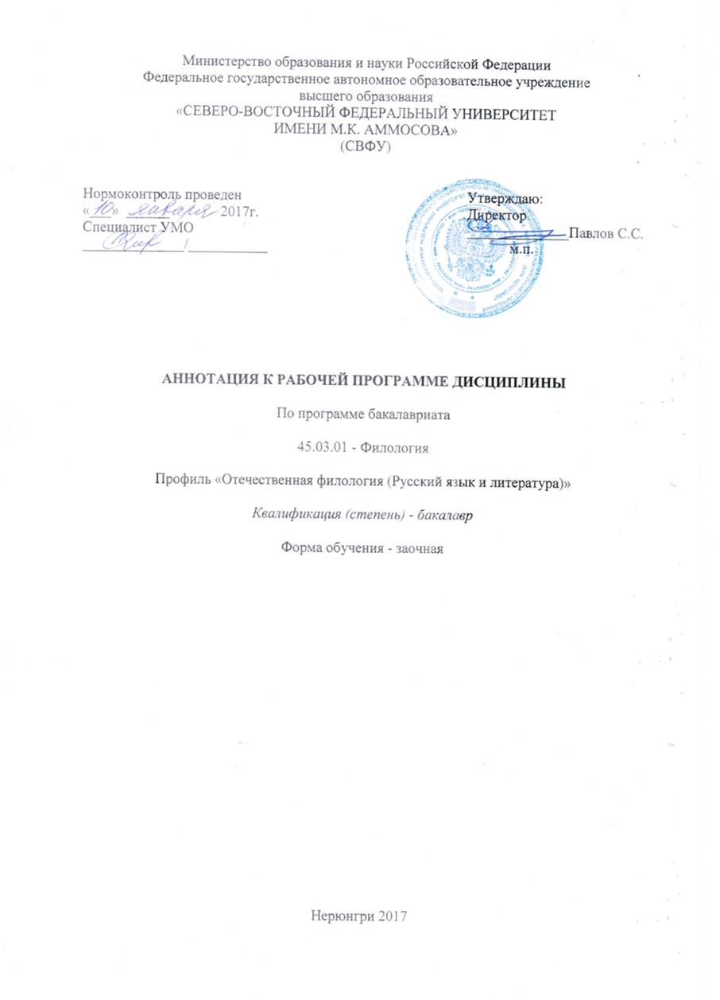 Министерство образования и науки Российской Федерации
Федеральное государственное автономное образовательное учреждение
высшего образования
«СЕВЕРО-ВОСТОЧНЫЙ ФЕДЕРАЛЬНЫЙ УНИВЕРСИТЕТ
ИМЕНИ М.К. АММОСОВА»
(СВФУ)
Нормоконтроль проведен
«10» января 2017г.
Специалист УМО
Утверждаю:
Директор
Павлов С.С.
м.п.
АННОТАЦИЯ К РАБОЧЕЙ ПРОГРАММЕ ДИСЦИПЛИНЫ
По программе бакалавриата
45.03.01 - Филология
Профиль «Отечественная филология (Русский язык и литература)»
Квалификация (степень) - бакалавр
Форма обучения - заочная
Нерюнгри 2017